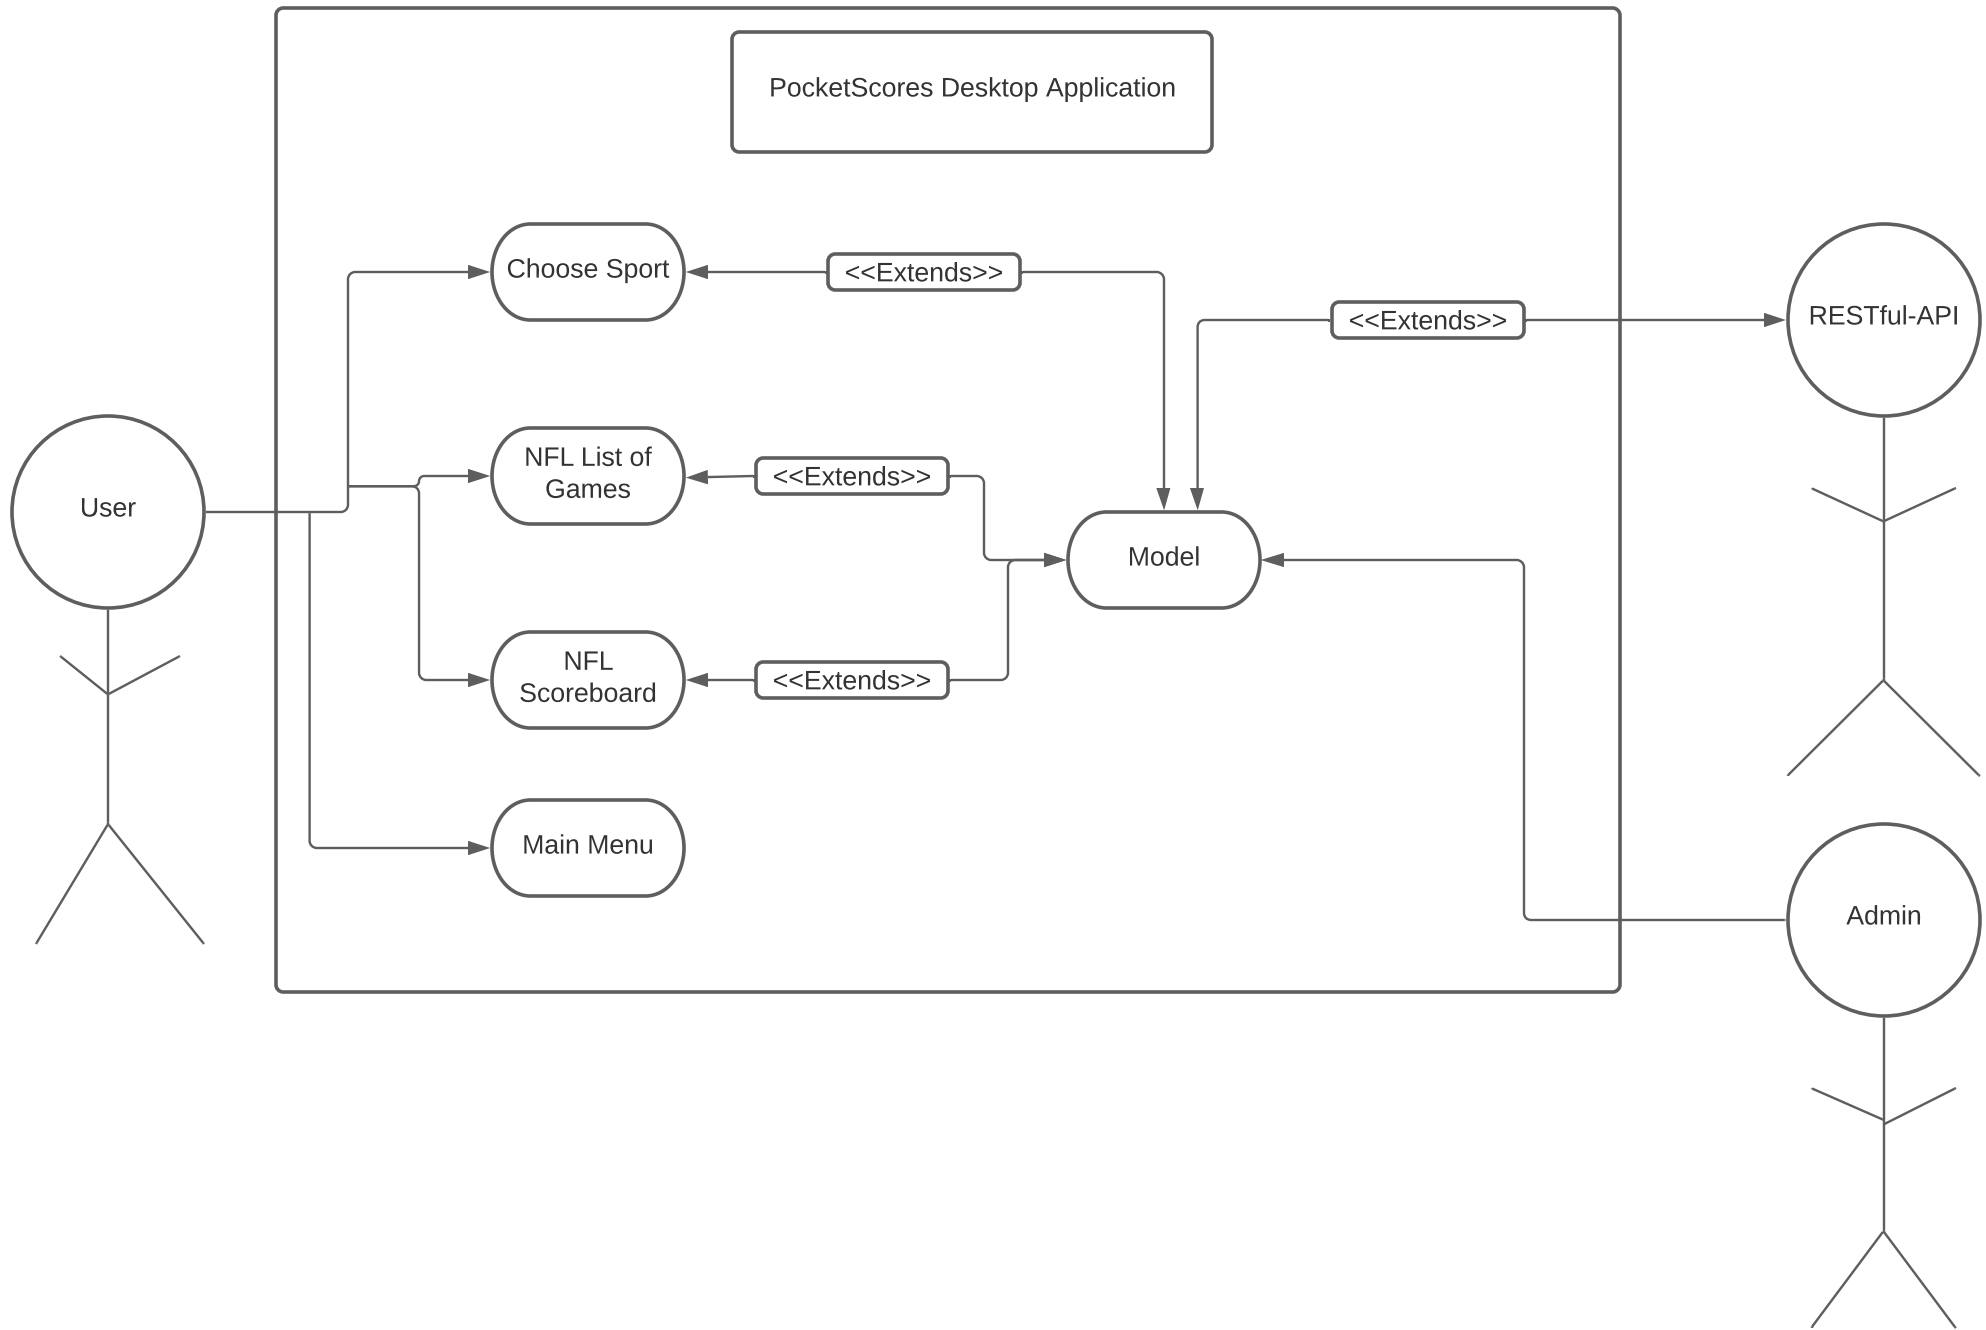 PocketScores Desktop Application
Choose Sport
<<Extends>>
<<Extends>>
RESTful-API
User
NFL List of
Games
<<Extends>>
Model
NFL
Scoreboard
<<Extends>>
Main Menu
Admin